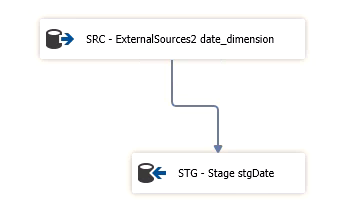 SRC - ExternalSources2 date_dimension
STG - Stage stgDate